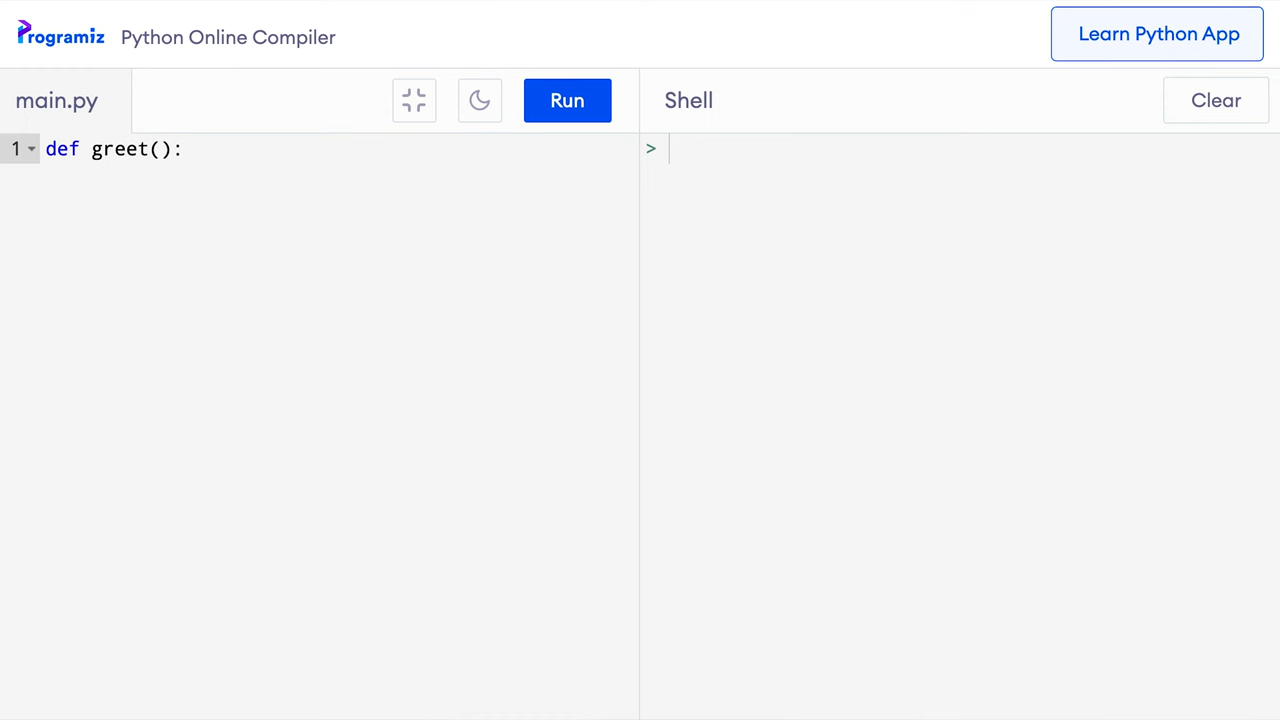 Programiz Python Online Compiler
Learn Python App
main.py
Run
Shell
Clear
1 def greet():
>